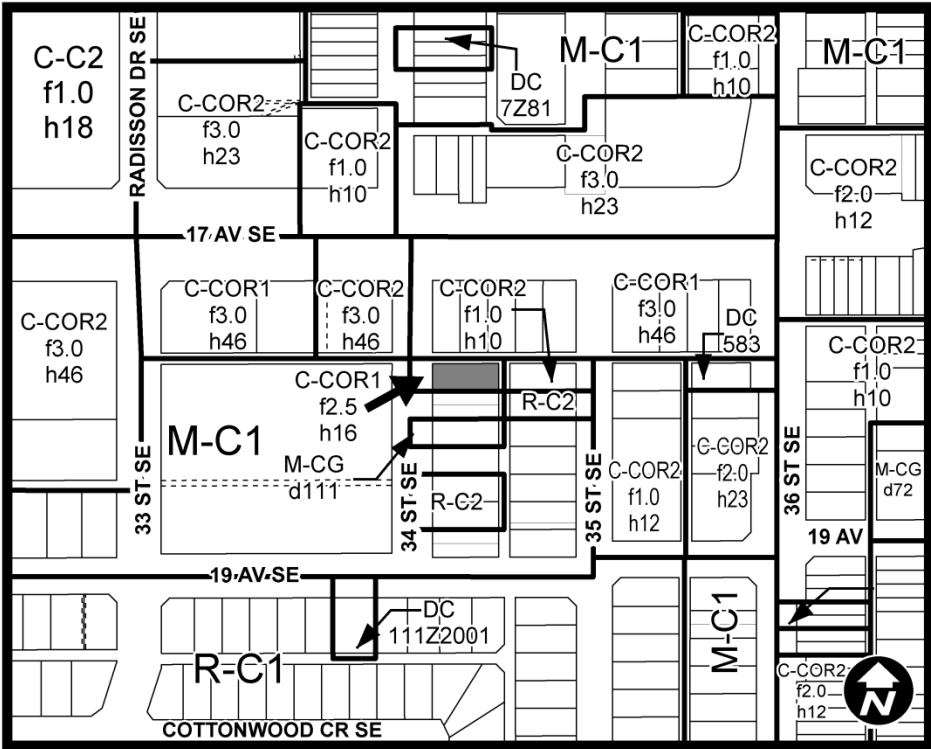 C-C2
f1.0
h18
RADISSON DR SE
C-COR2
f3.0
h23
C-COR2
f1.0
h10
DC
7Z81
M-C1
C-COR2
f1.0
h10
M-C1
C-COR2
f3.0
h23
C-COR2
f2.0
h12
17 AV SE
C-COR2
f3.0
h46
C-COR1
f3.0
h46
C-COR2
f3.0
h46
C-COR2
f1.0
h10
C-COR1
f3.0
h46
DC
583
C-COR2
f1.0
h10
M-C1
C-COR1
f2.5
h16
M-CG
d111
R-C2
R-C2
C-COR2
f1.0
h12
C-COR2
f2.0
h23
M-CG
d72
33 ST SE
34 ST SE
35 ST SE
36 ST SE
19 AV
19 AV SE
DC
111Z2001
R-C1
M-C1
C-COR2
f2.0
h12
N
COTTONWOOD CR SE